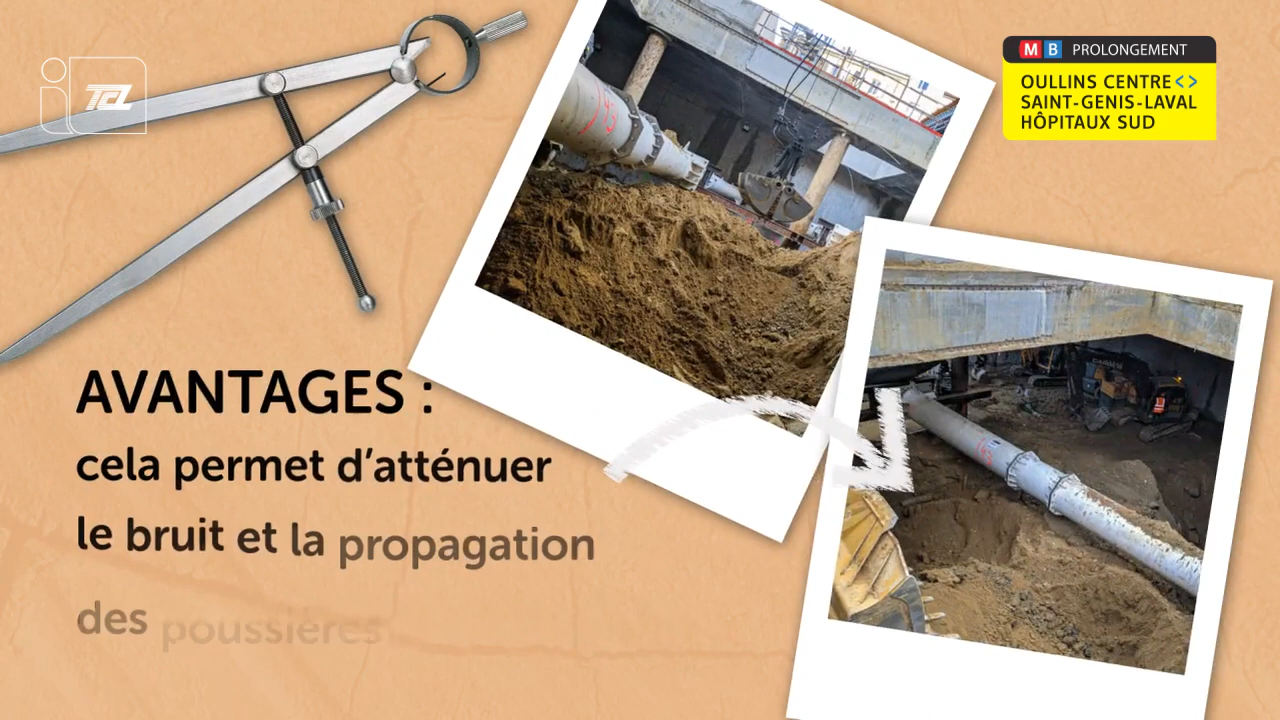 TCL
M B PROLONGEMENT
OULLINS CENTRE <>
SAINT-GENIS-LAVAL
HÔPITAUX SUD
AVANTAGES :
cela permet d'atténuer
le bruit et la propagation
des poussières